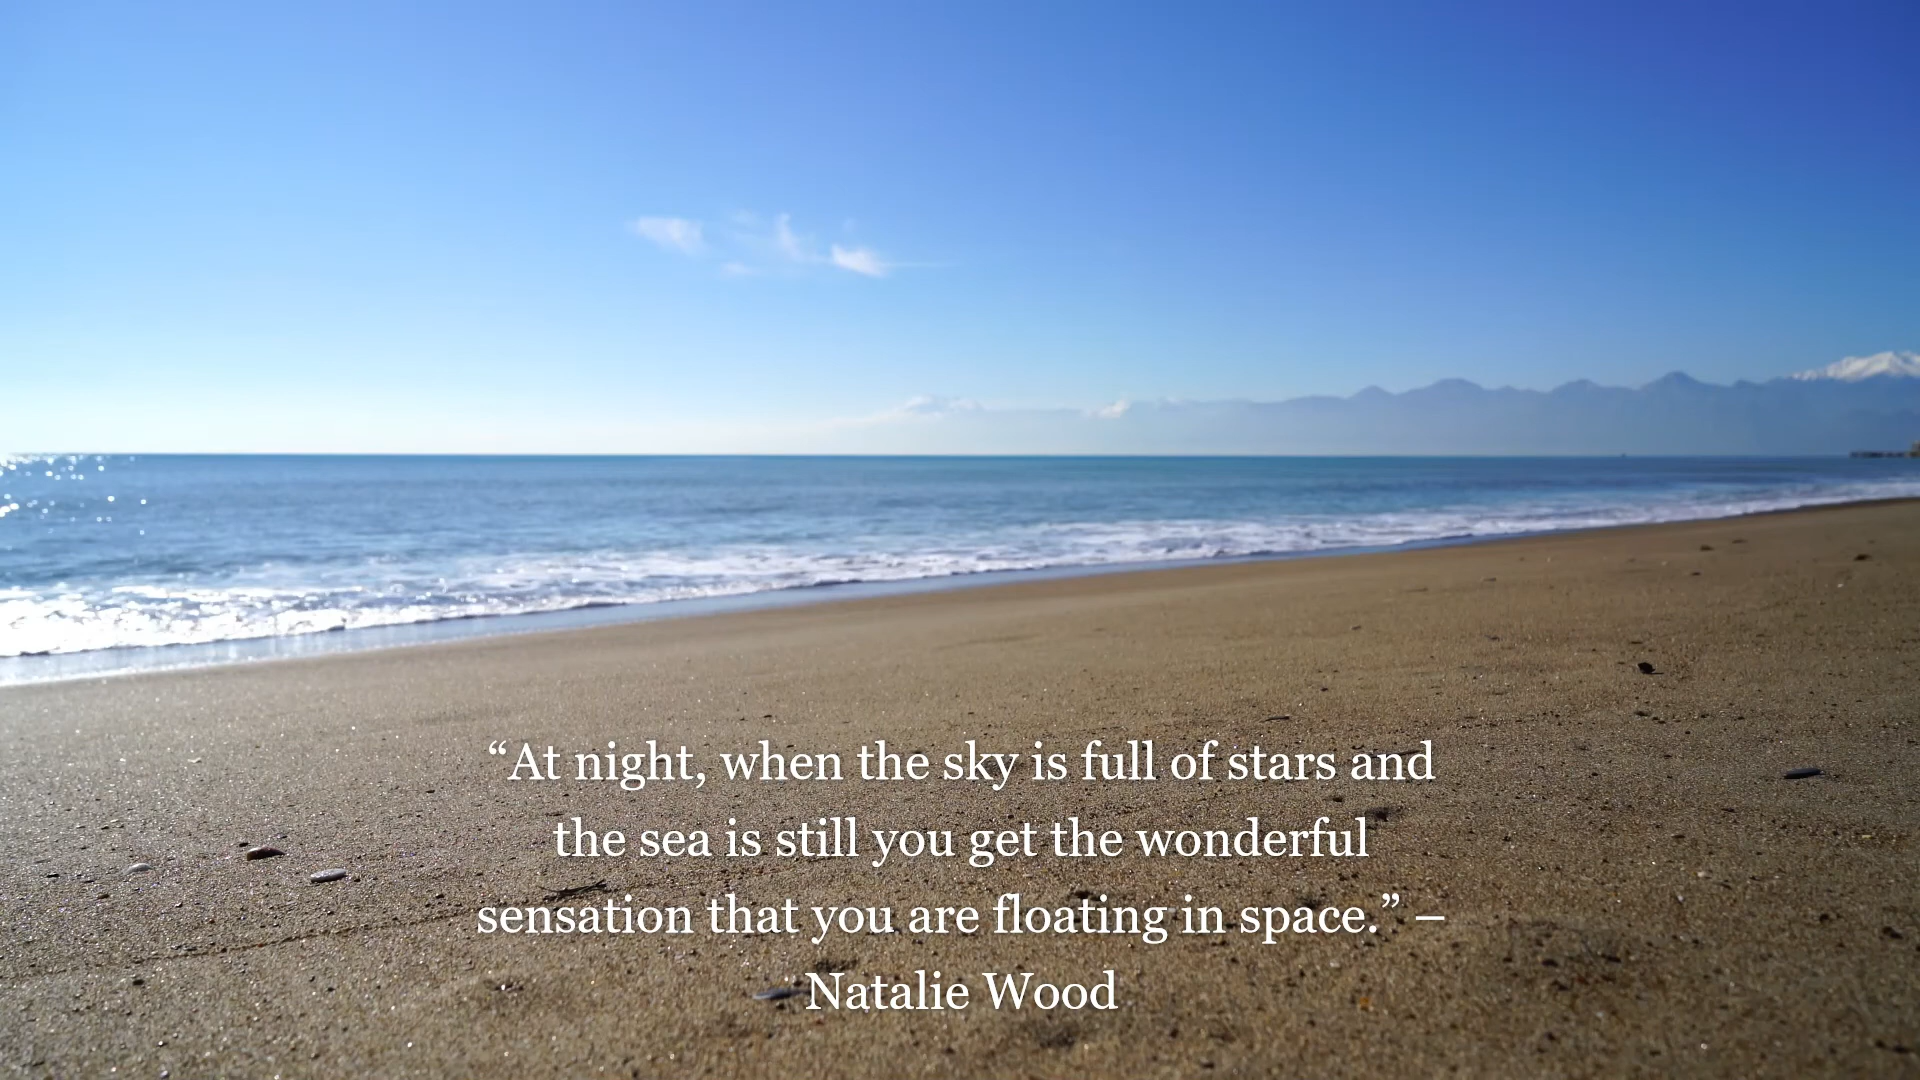 “At night, when the sky is full of stars and
the sea is still you get the wonderful
sensation that you are floating in space.” –
Natalie Wood